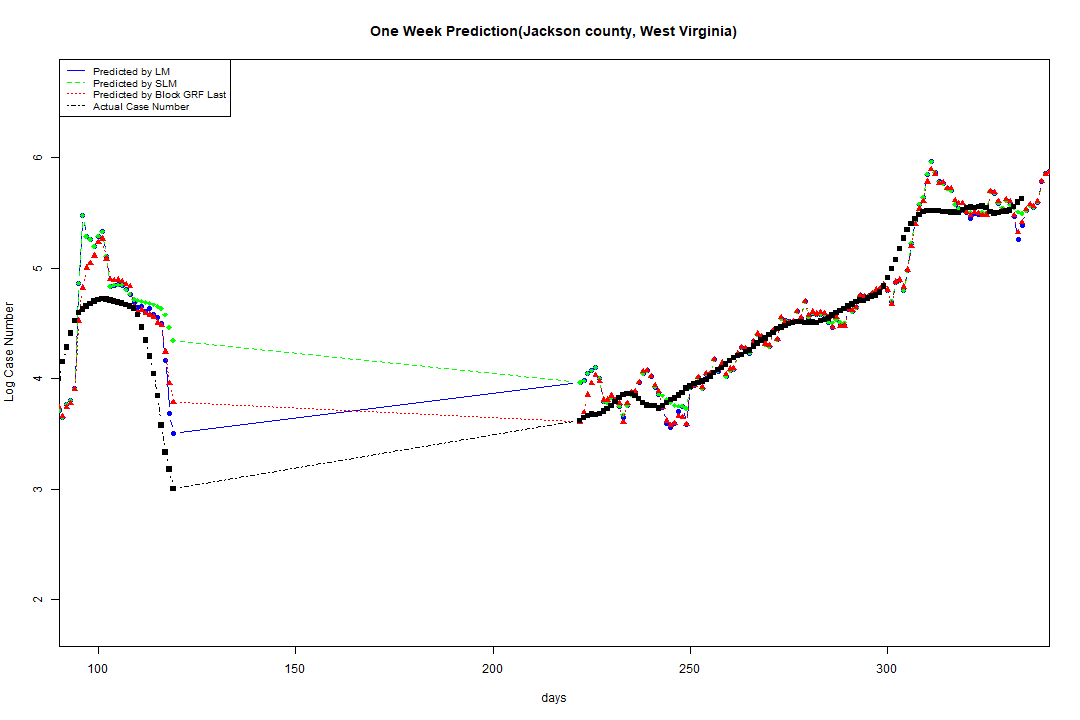 One Week Prediction(Jackson county, West Virginia)
Predicted by LM
Predicted by SLM
Predicted by Block GRF Last
Actual Case Number
Log Case Number
6
5
4
3
2
100 150 200 250 300
days